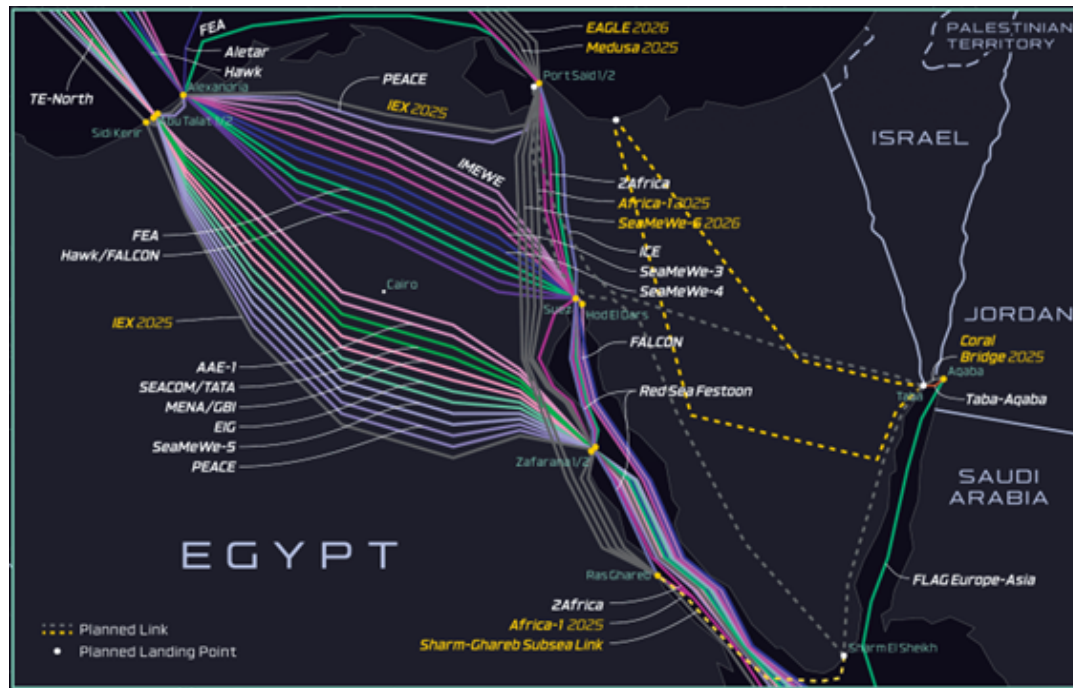 FEA
EAGLE 2026
Medusa 2025
PALESTINIAN
TERRITORY
Aletar
Hawk
TE-North
Alexandria
PEACE
Port Said 1/2
IEX 2025
Sidi Kerir
Abu Talat 1/2
ISRAEL
IMEWE
2Africa
Africa-1 2025
SeaMeWe-6 2026
FEA
Hawk/FALCON
ICE
SeaMeWe-3
SeaMeWe-4
Cairo
Suez
Hod El Dars
JORDAN
IEX 2025
FALCON
Coral
Bridge 2025
Aqaba
AAE-1
SEACOM/TATA
Red Sea Festoon
Taba
Taba-Aqaba
MENA/GBI
EIG
SeaMeWe-5
PEACE
Zafarana 1/2
SAUDI
ARABIA
EGYPT
Ras Ghareb
FLAG Europe-Asia
2Africa
Africa-1 2025
Sharm-Ghareb Subsea Link
Planned Link
Planned Landing Point
Sharm El Sheikh